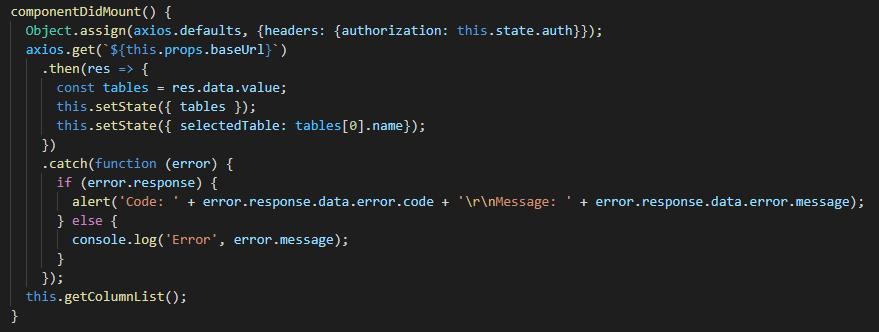 componentDidMount() {
  Object.assign(axios.defaults, {headers: {authorization: this.state.auth}});
  axios.get(`${this.props.baseUrl}`)
    .then(res => {
      const tables = res.data.value;
      this.setState({ tables });
      this.setState({ selectedTable: tables[0].name});
    })
    .catch(function (error) {
      if (error.response) {
        alert('Code: ' + error.response.data.error.code + '\r\nMessage: ' + error.response.data.error.message);
      } else {
        console.log('Error', error.message);
      }
    });
  this.getColumnList();
}